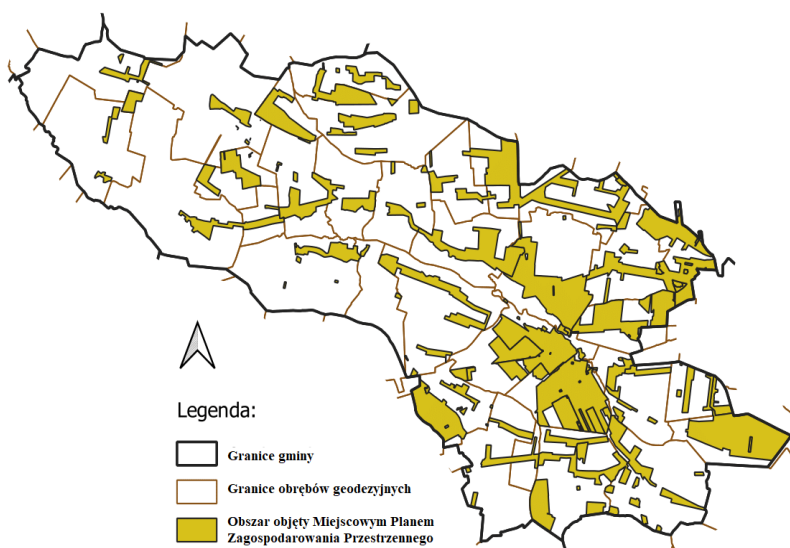 Legenda:
Granice gminy
Granice obrębów geodezyjnych
Obszar objęty Miejscowym Planem
Zagospodarowania Przestrzennego